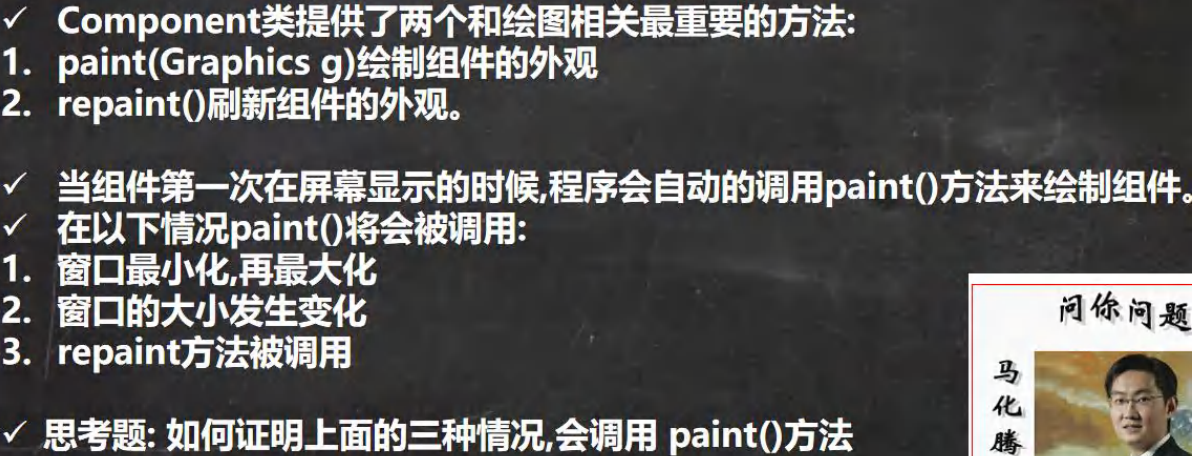 ✓ Component类提供了两个和绘图相关最重要的方法:
1. paint(Graphics g)绘制组件的外观
2. repaint()刷新组件的外观。
✓ 当组件第一次在屏幕显示的时候,程序会自动的调用paint()方法来绘制组件。
✓ 在以下情况paint()将会被调用:
1. 窗口最小化,再最大化
2. 窗口的大小发生变化
3. repaint方法被调用
✓ 思考题: 如何证明上面的三种情况,会调用 paint()方法
问你问题
马化腾